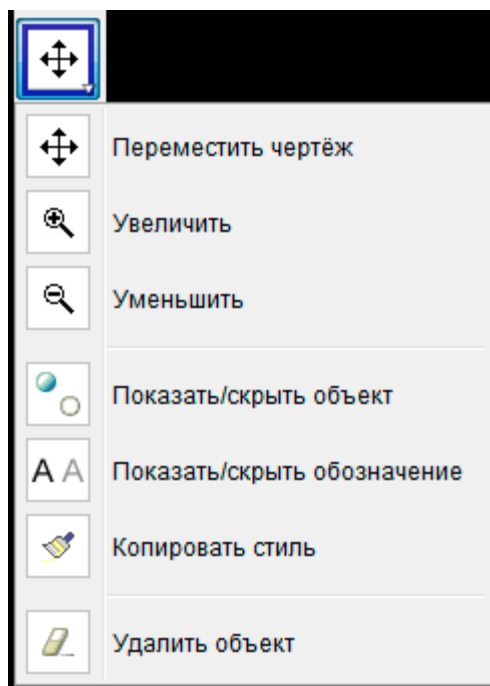 Переместить чертёж
Увеличить
Уменьшить
Показать/скрыть объект
A A Показать/скрыть обозначение
Копировать стиль
Удалить объект